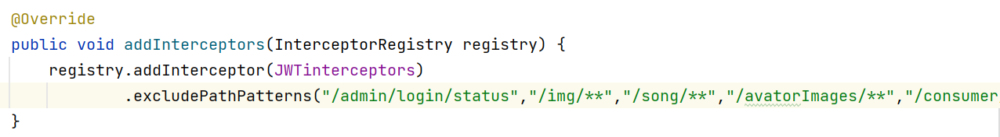 @Override
public void addInterceptors(InterceptorRegistry registry) {
registry.addInterceptor(JWTinterceptors)
.excludePathPatterns("/admin/login/status","/img/**","/song/**","/avatorImages/**","/consumer
}